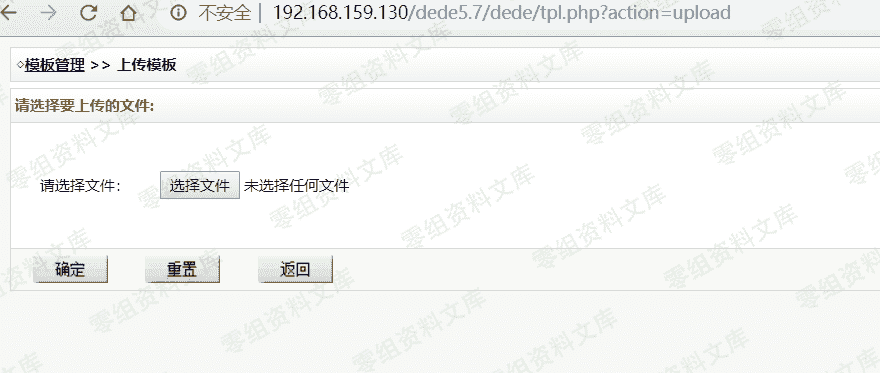 不安全 | 192.168.159.130/dede5.7/dede/tpl.php?action=upload
模板管理 >> 上传模板
请选择要上传的文件:
请选择文件: 选择文件 未选择任何文件
确定 重置 返回
零组资料文库